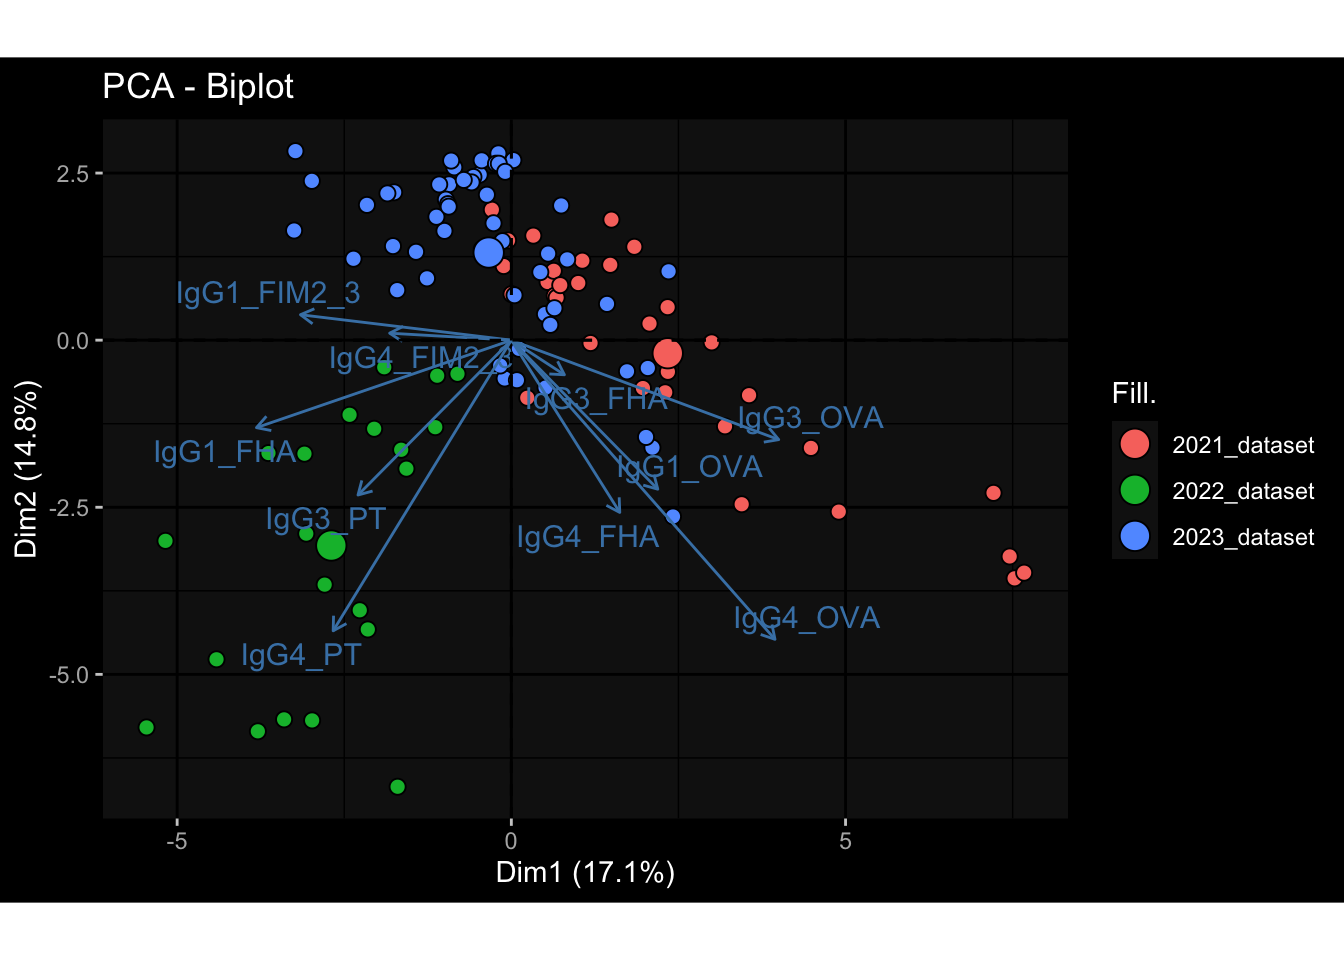 PCA - Biplot
2.5
0.0
-2.5
-5.0
Dim2 (14.8%)
IgG1_FIM2_3
IgG4_FIM2_3
IgG3_FHA
IgG3_OVA
IgG1_FHA
IgG1_OVA
IgG3_PT
IgG4_FHA
IgG4_OVA
IgG4_PT
-5
0
5
Dim1 (17.1%)
Fill.
2021_dataset
2022_dataset
2023_dataset